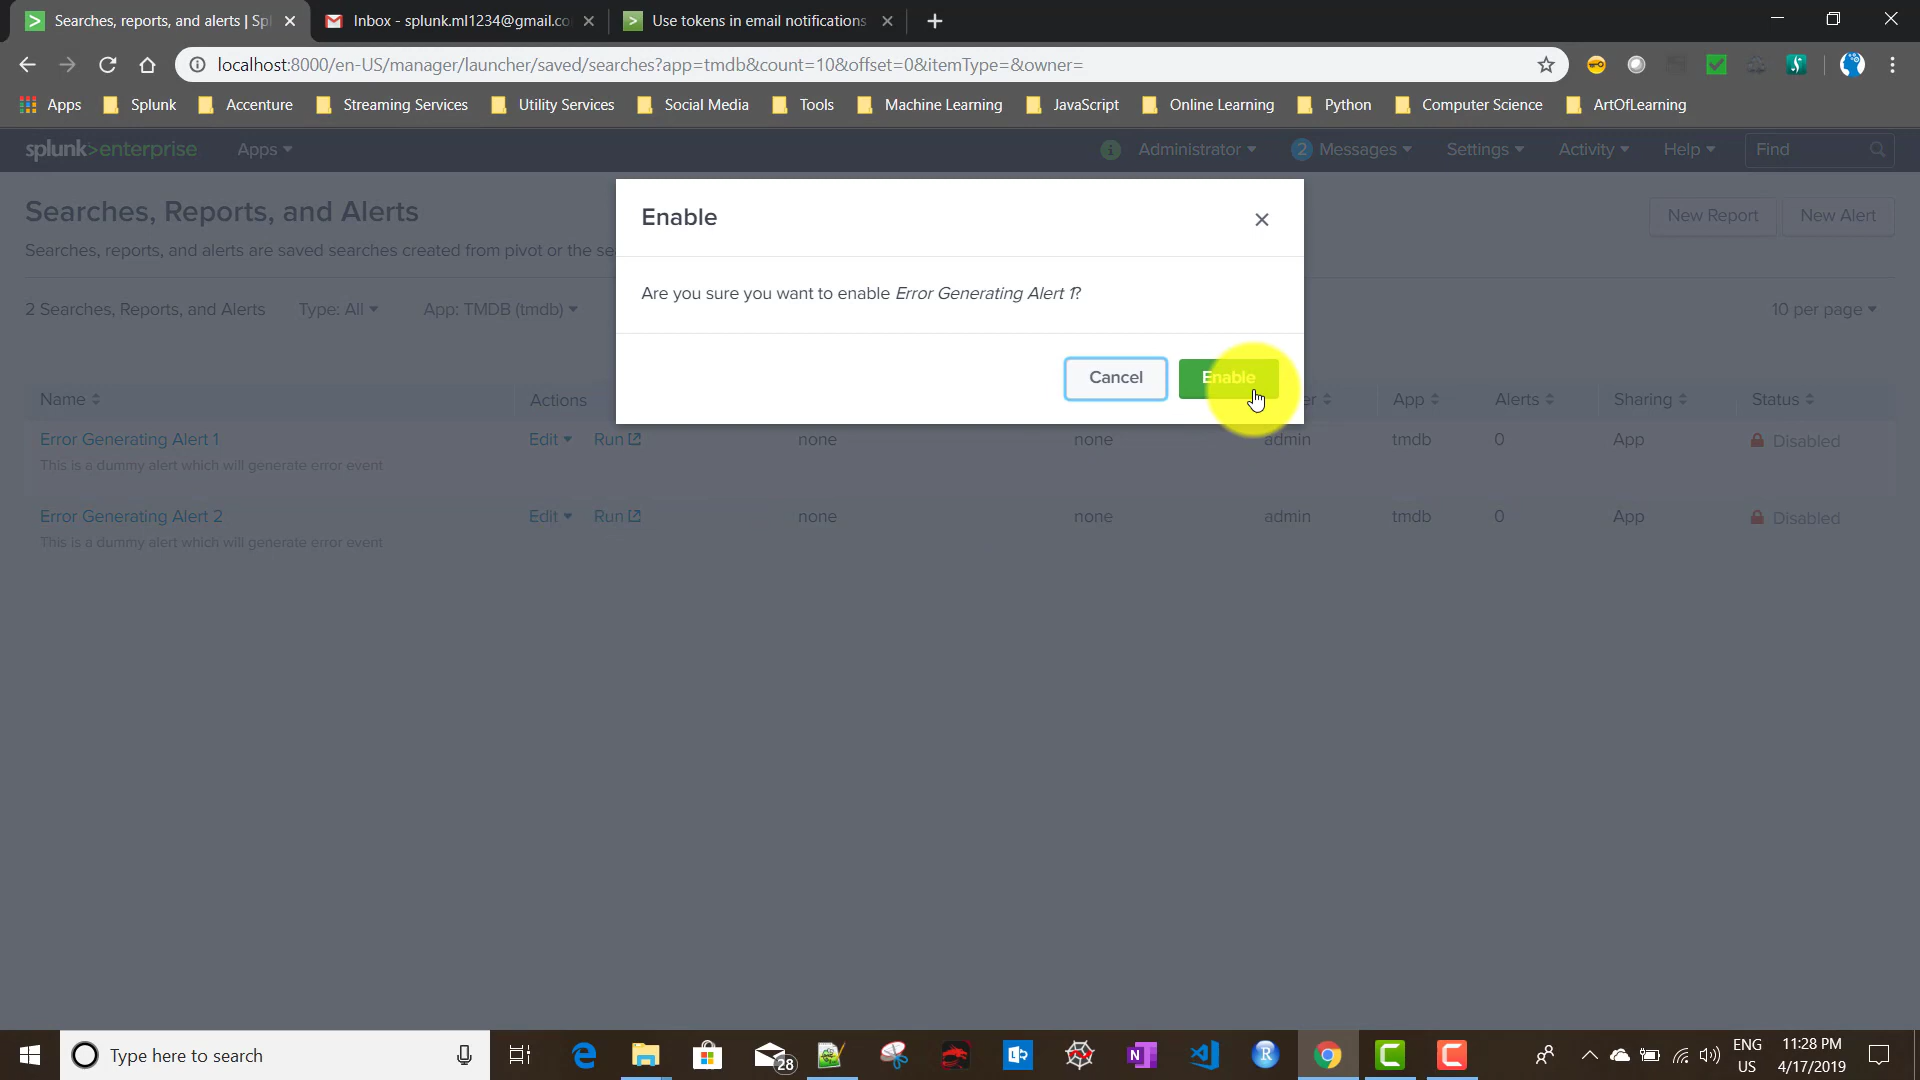 Searches, reports, and alerts | Spl
Inbox - splunk.ml1234@gmail.co
Use tokens in email notifications
localhost:8000/en-US/manager/launcher/saved/searches?app=tmdb&count=10&offset=0&itemType=&owner=
Apps Splunk Accenture Streaming Services Utility Services Social Media Tools Machine Learning JavaScript Online Learning Python Computer Science ArtOfLearning
splunk>enterprise Apps i Administrator 2 Messages Settings Activity Help Find
Searches, Reports, and Alerts
New Report New Alert
Searches, reports, and alerts are saved searches created from pivot or the se
2 Searches, Reports, and Alerts Type: All App: TMDB (tmdb) 10 per page
Enable
Are you sure you want to enable Error Generating Alert 1?
Cancel Enable
Name Actions er App Alerts Sharing Status
Error Generating Alert 1 Edit Run none none admin tmdb 0 App Disabled
This is a dummy alert which will generate error event
Error Generating Alert 2 Edit Run none none admin tmdb 0 App Disabled
This is a dummy alert which will generate error event
Type here to search
28
ENG
US
11:28 PM
4/17/2019